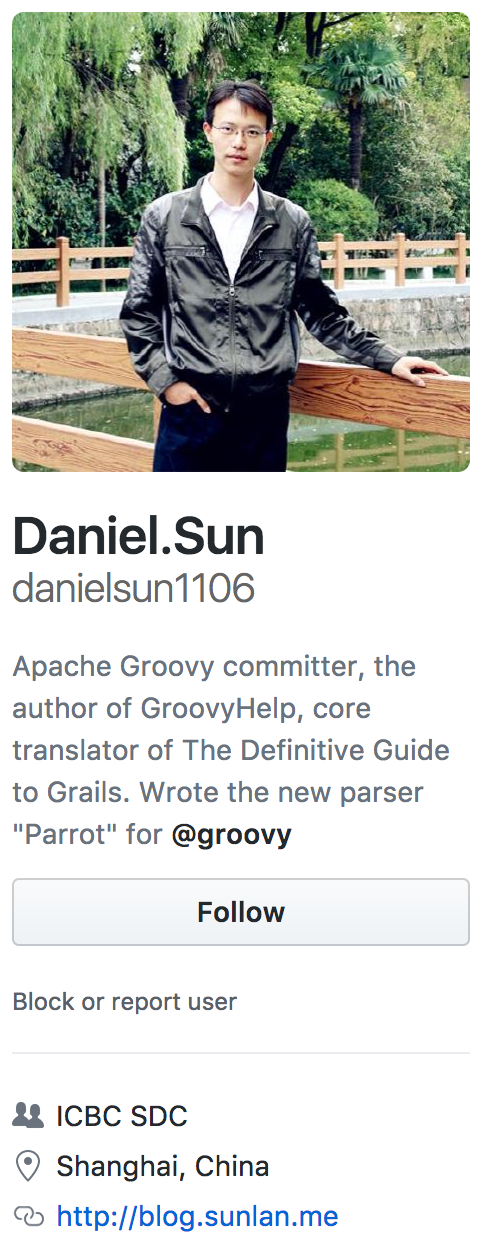 Daniel.Sun
danielsun1106
Apache Groovy committer, the
author of GroovyHelp, core
translator of The Definitive Guide
to Grails. Wrote the new parser
"Parrot" for @groovy
Follow
Block or report user
ICBC SDC
Shanghai, China
http://blog.sunlan.me